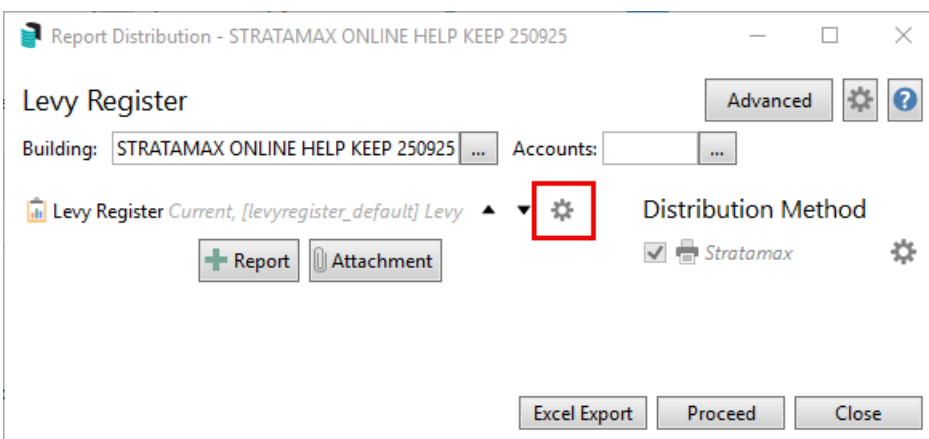 Report Distribution - STRATAMAX ONLINE HELP KEEP 250925
Levy Register
Advanced
Building: STRATAMAX ONLINE HELP KEEP 250925 ... Accounts: ...
Levy Register Current, [levyregister_default] Levy
Distribution Method
Report Attachment
Stratamax
Excel Export Proceed Close